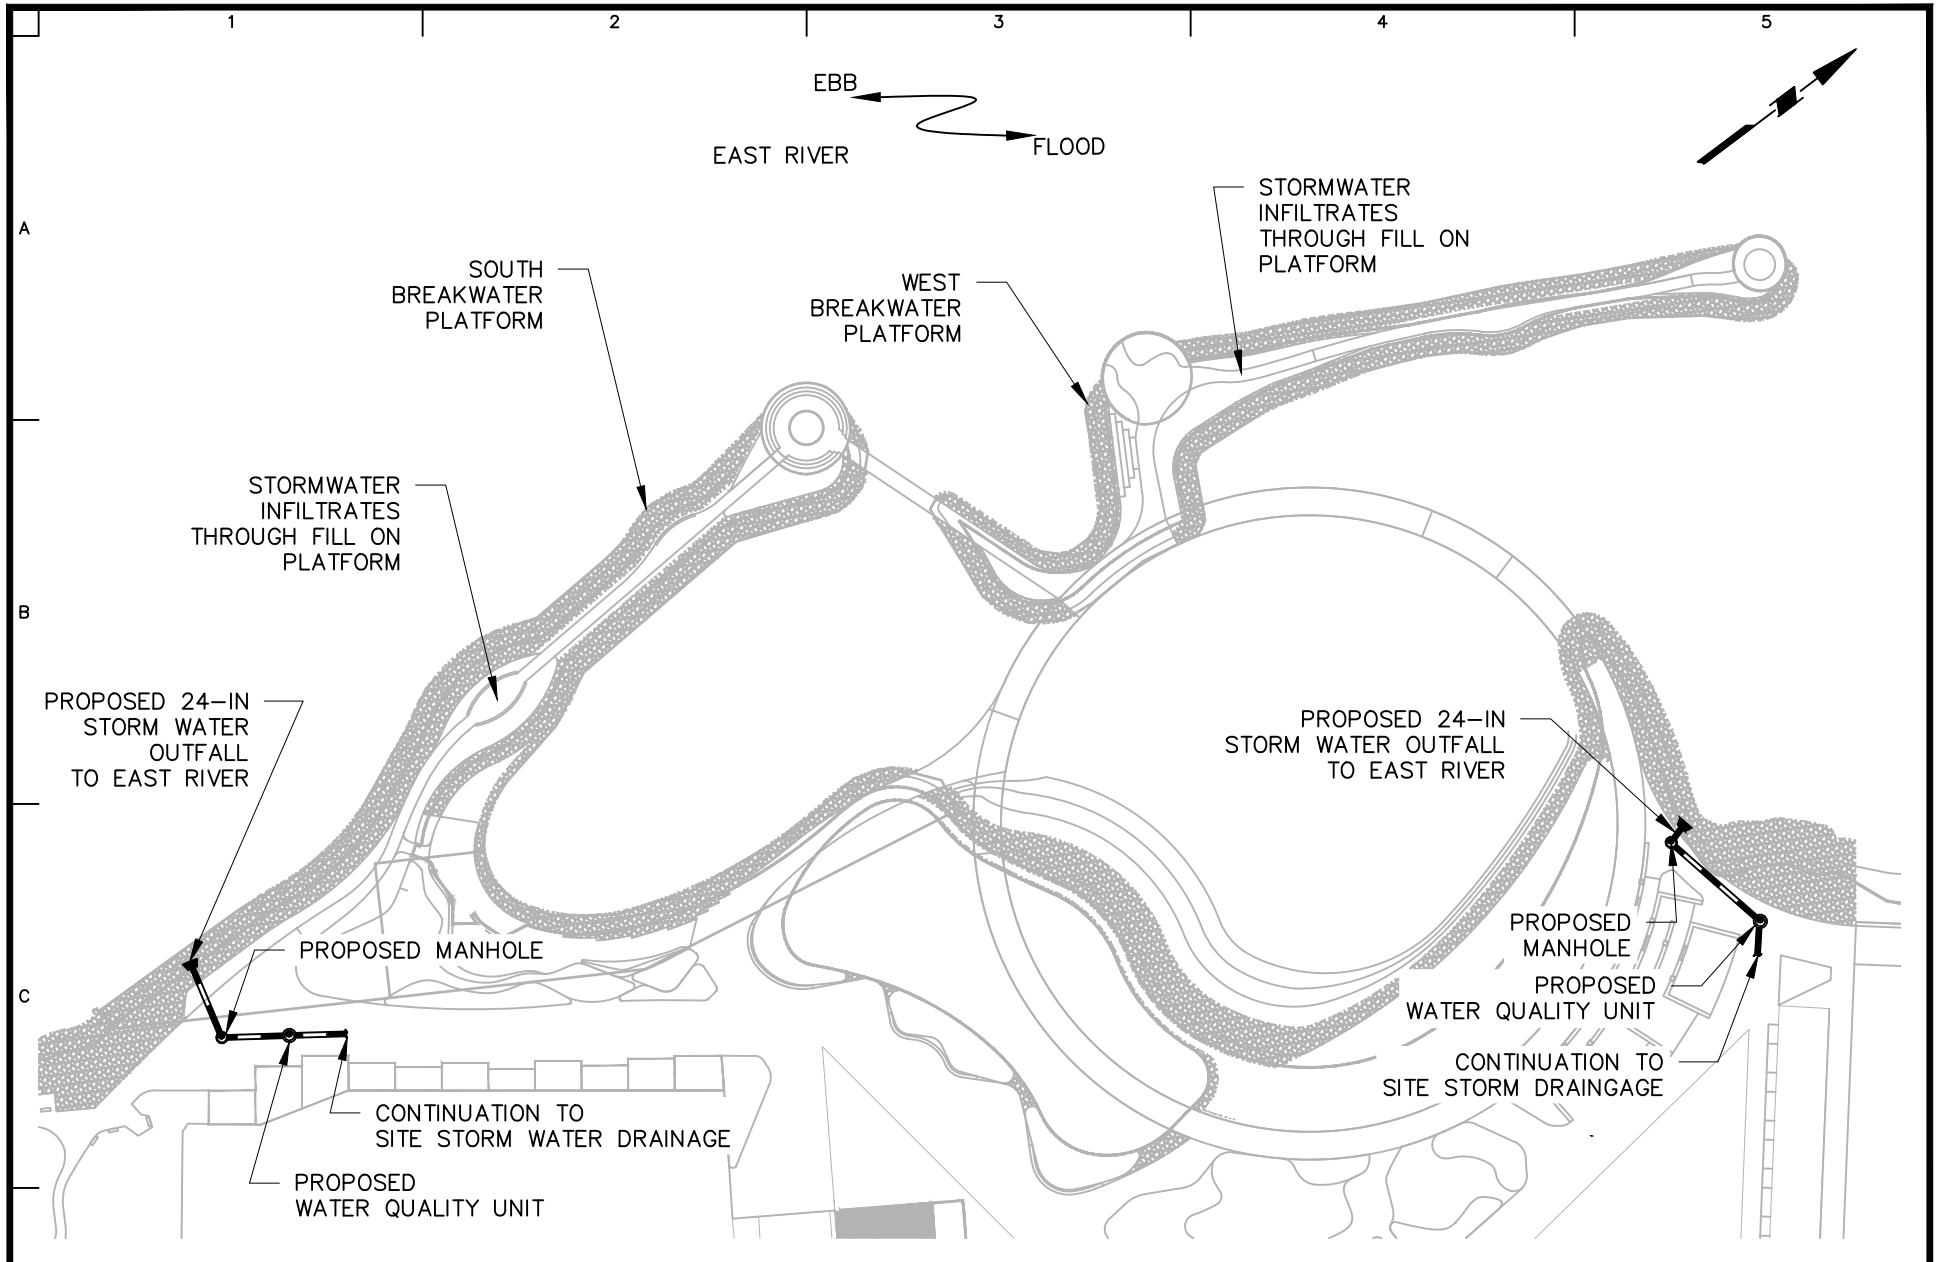 1
2
3
4
5
EBB
FLOOD
EAST RIVER
A
STORMWATER
INFILTRATES
THROUGH FILL ON
PLATFORM
SOUTH
BREAKWATER
PLATFORM
WEST
BREAKWATER
PLATFORM
STORMWATER
INFILTRATES
THROUGH FILL ON
PLATFORM
B
PROPOSED 24-IN
STORM WATER
OUTFALL
TO EAST RIVER
PROPOSED 24-IN
STORM WATER OUTFALL
TO EAST RIVER
PROPOSED MANHOLE
PROPOSED
MANHOLE
C
PROPOSED
WATER QUALITY UNIT
CONTINUATION TO
SITE STORM DRAINGAGE
CONTINUATION TO
SITE STORM WATER DRAINAGE
PROPOSED
WATER QUALITY UNIT